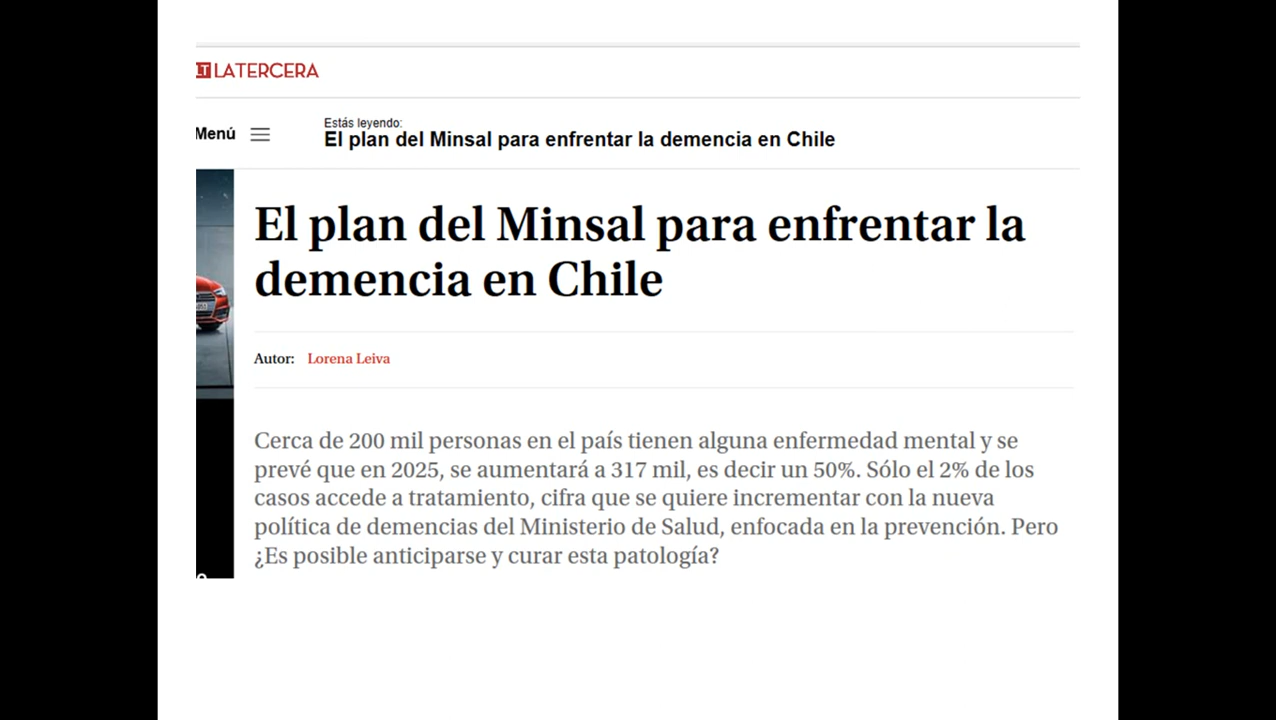 LT LATERCERA
Menú
Estás leyendo:
El plan del Minsal para enfrentar la demencia en Chile
El plan del Minsal para enfrentar la
demencia en Chile
Autor: Lorena Leiva
Cerca de 200 mil personas en el país tienen alguna enfermedad mental y se
prevé que en 2025, se aumentará a 317 mil, es decir un 50%. Sólo el 2% de los
casos accede a tratamiento, cifra que se quiere incrementar con la nueva
política de demencias del Ministerio de Salud, enfocada en la prevención. Pero
¿Es posible anticiparse y curar esta patología?